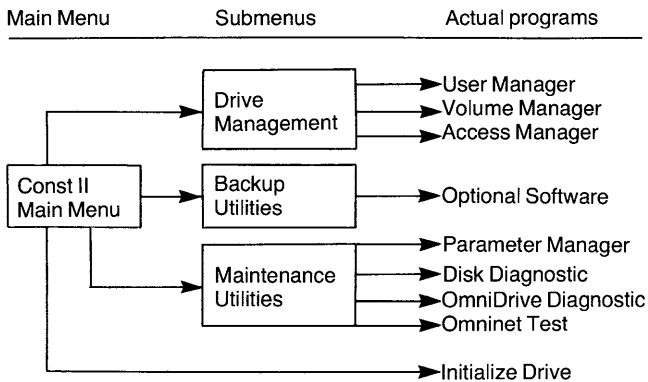 Main Menu Submenus Actual programs
Drive
Management
User Manager
Volume Manager
Access Manager
Const II
Main Menu
Backup
Utilities
Optional Software
Maintenance
Utilities
Parameter Manager
Disk Diagnostic
OmniDrive Diagnostic
Omninet Test
Initialize Drive